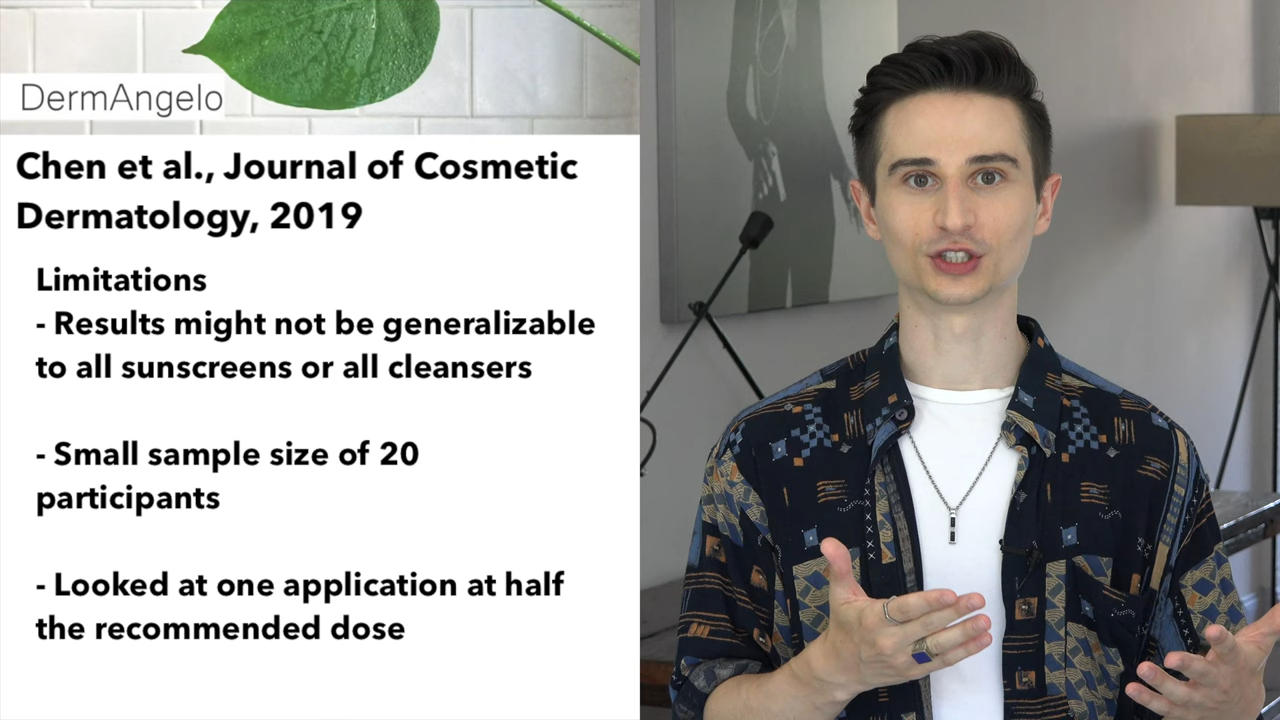 DermAngelo
Chen et al., Journal of Cosmetic
Dermatology, 2019
Limitations
- Results might not be generalizable
to all sunscreens or all cleansers
- Small sample size of 20
participants
- Looked at one application at half
the recommended dose